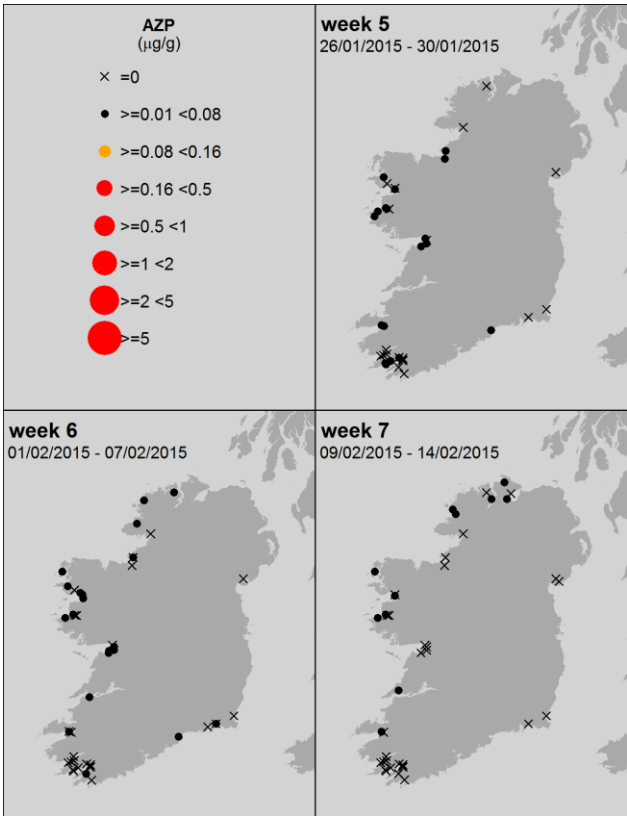 AZP
(µg/g)
=0
>=0.01 <0.08
>=0.08 <0.16
>=0.16 <0.5
>=0.5 <1
>=1 <2
>=2 <5
>=5
week 5
26/01/2015 - 30/01/2015
week 6
01/02/2015 - 07/02/2015
week 7
09/02/2015 - 14/02/2015